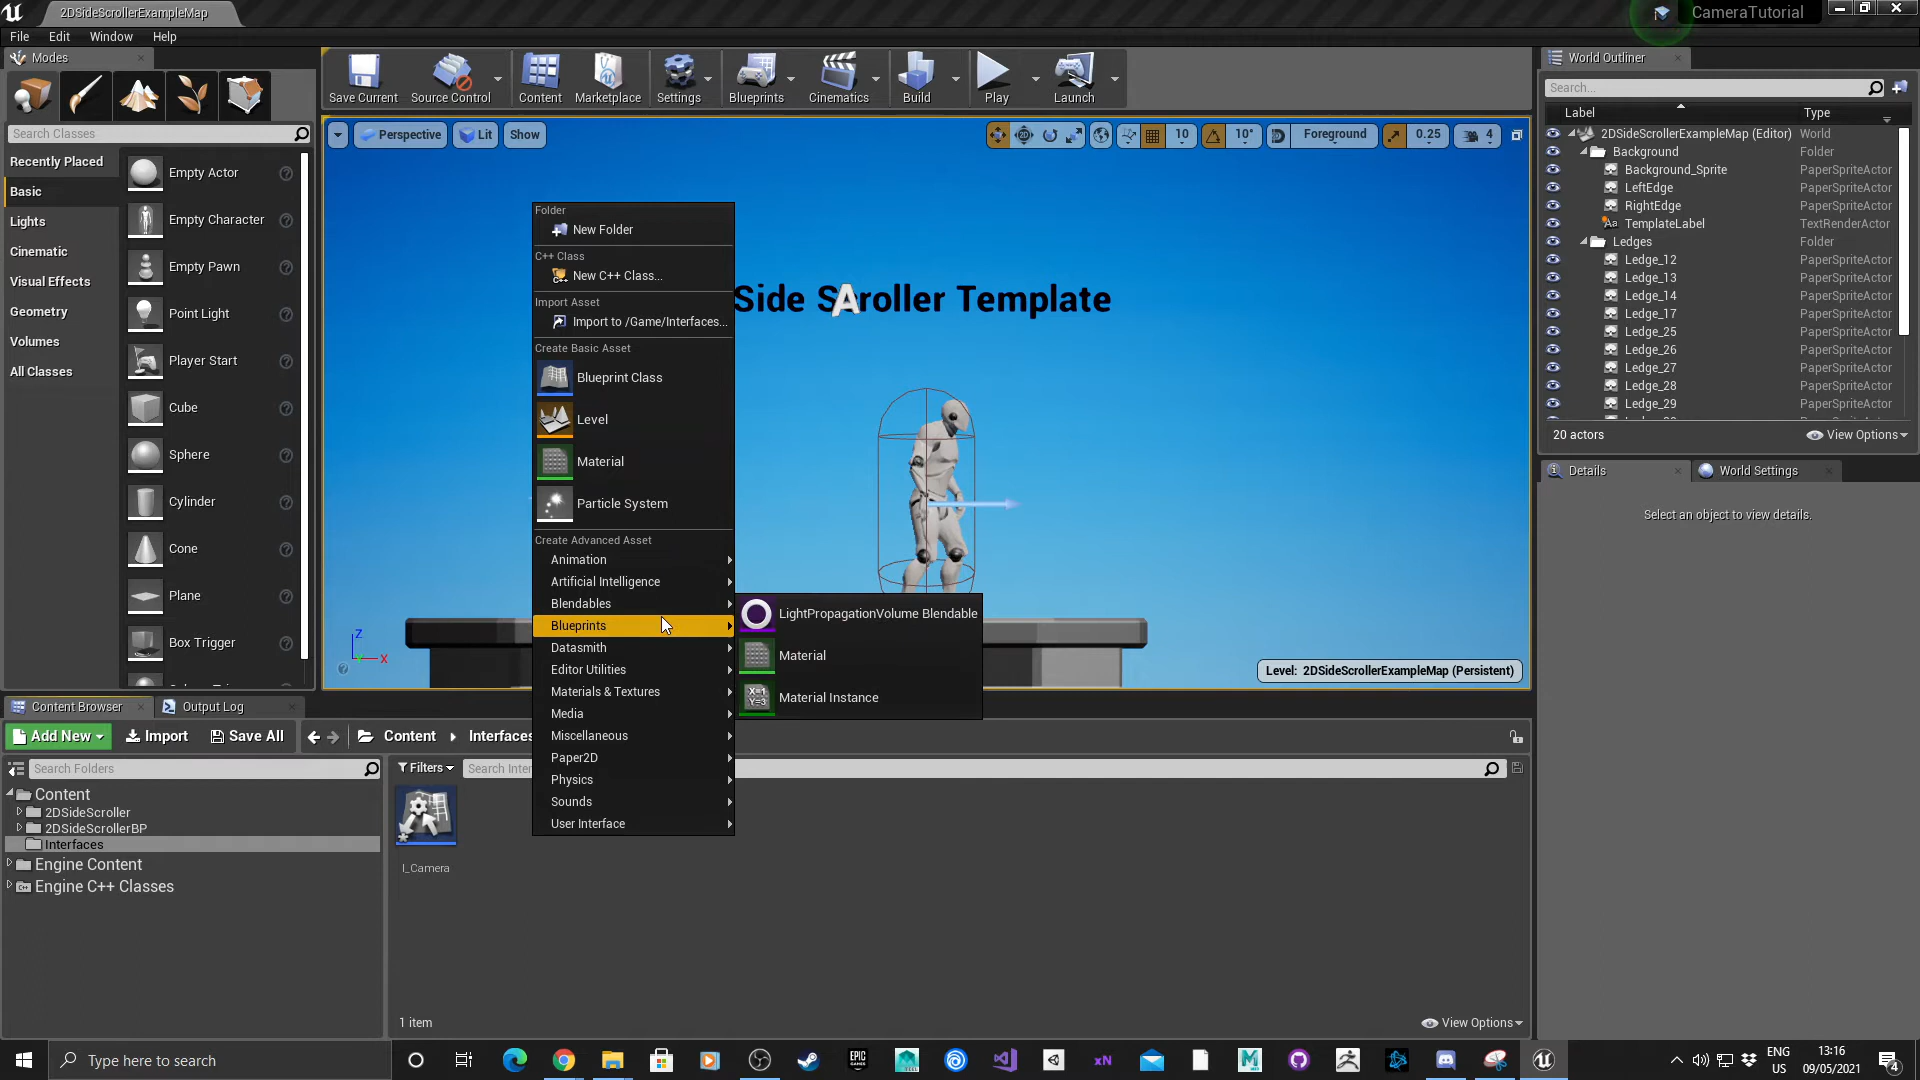 2DSideScrollerExampleMap
CameraTutorial
File Edit Window Help
Modes
Search Classes
Recently Placed
Basic
Lights
Cinematic
Visual Effects
Geometry
Volumes
All Classes
Empty Actor
Empty Character
Empty Pawn
Point Light
Player Start
Cube
Sphere
Cylinder
Cone
Plane
Box Trigger
Save Current
Source Control
Content
Marketplace
Settings
Blueprints
Cinematics
Build
Play
Launch
Perspective Lit Show
10 10° Foreground 0.25 4
Side Scroller Template
A
Z
X
Level: 2DSideScrollerExampleMap (Persistent)
Folder
New Folder
C++ Class
New C++ Class...
Import Asset
Import to /Game/Interfaces...
Create Basic Asset
Blueprint Class
Level
Material
Particle System
Create Advanced Asset
Animation
Artificial Intelligence
Blendables
Blueprints
Datasmith
Editor Utilities
Materials & Textures
Media
Miscellaneous
Paper2D
Physics
Sounds
User Interface
LightPropagationVolume Blendable
Material
X=1
Y=3
Material Instance
World Outliner
Search...
Label Type
2DSideScrollerExampleMap (Editor) World
Background Folder
Background_Sprite PaperSpriteActor
LeftEdge PaperSpriteActor
RightEdge PaperSpriteActor
Aa TemplateLabel TextRenderActor
Ledges Folder
Ledge_12 PaperSpriteActor
Ledge_13 PaperSpriteActor
Ledge_14 PaperSpriteActor
Ledge_17 PaperSpriteActor
Ledge_25 PaperSpriteActor
Ledge_26 PaperSpriteActor
Ledge_27 PaperSpriteActor
Ledge_28 PaperSpriteActor
Ledge_29 PaperSpriteActor
20 actors View Options
Details World Settings
Select an object to view details.
Content Browser Output Log
Add New Import Save All Content Interfaces
Search Folders
Filters Search Inter
Content
2DSideScroller
2DSideScrollerBP
Interfaces
Engine Content
Engine C++ Classes
I_Camera
1 item View Options
Type here to search
EPIC GAMES
xN
ENG
US
13:16
09/05/2021
4